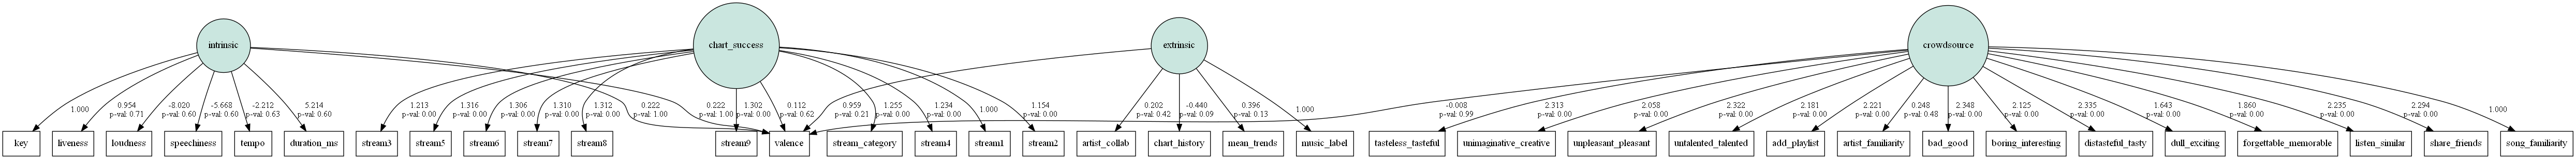 intrinsic
chart_success
extrinsic
crowdsource
1.000
0.954
p-val: 0.71
-8.020
p-val: 0.60
-5.668
p-val: 0.60
-2.212
p-val: 0.63
5.214
p-val: 0.60
1.213
p-val: 0.00
1.316
p-val: 0.00
1.306
p-val: 0.00
1.310
p-val: 0.00
1.312
p-val: 0.00
0.222
p-val: 1.00
0.222
p-val: 1.00
1.302
p-val: 0.00
0.112
p-val: 0.62
0.959
p-val: 0.21
1.255
p-val: 0.00
1.234
p-val: 0.00
1.000
1.154
p-val: 0.00
0.202
p-val: 0.42
-0.440
p-val: 0.09
0.396
p-val: 0.13
1.000
-0.008
p-val: 0.99
2.313
p-val: 0.00
2.058
p-val: 0.00
2.322
p-val: 0.00
2.181
p-val: 0.00
2.221
p-val: 0.00
0.248
p-val: 0.48
2.348
p-val: 0.00
2.125
p-val: 0.00
2.335
p-val: 0.00
1.643
p-val: 0.00
1.860
p-val: 0.00
2.235
p-val: 0.00
2.294
p-val: 0.00
1.000
key
liveness
loudness
speechiness
tempo
duration_ms
stream3
stream5
stream6
stream7
stream8
stream9
valence
stream_category
stream4
stream1
stream2
artist_collab
chart_history
mean_trends
music_label
tasteless_tasteful
unimaginative_creative
unpleasant_pleasant
untalented_talented
add_playlist
artist_familiarity
bad_good
boring_interesting
distasteful_tasty
dull_exciting
forgettable_memorable
listen_similar
share_friends
song_familiarity